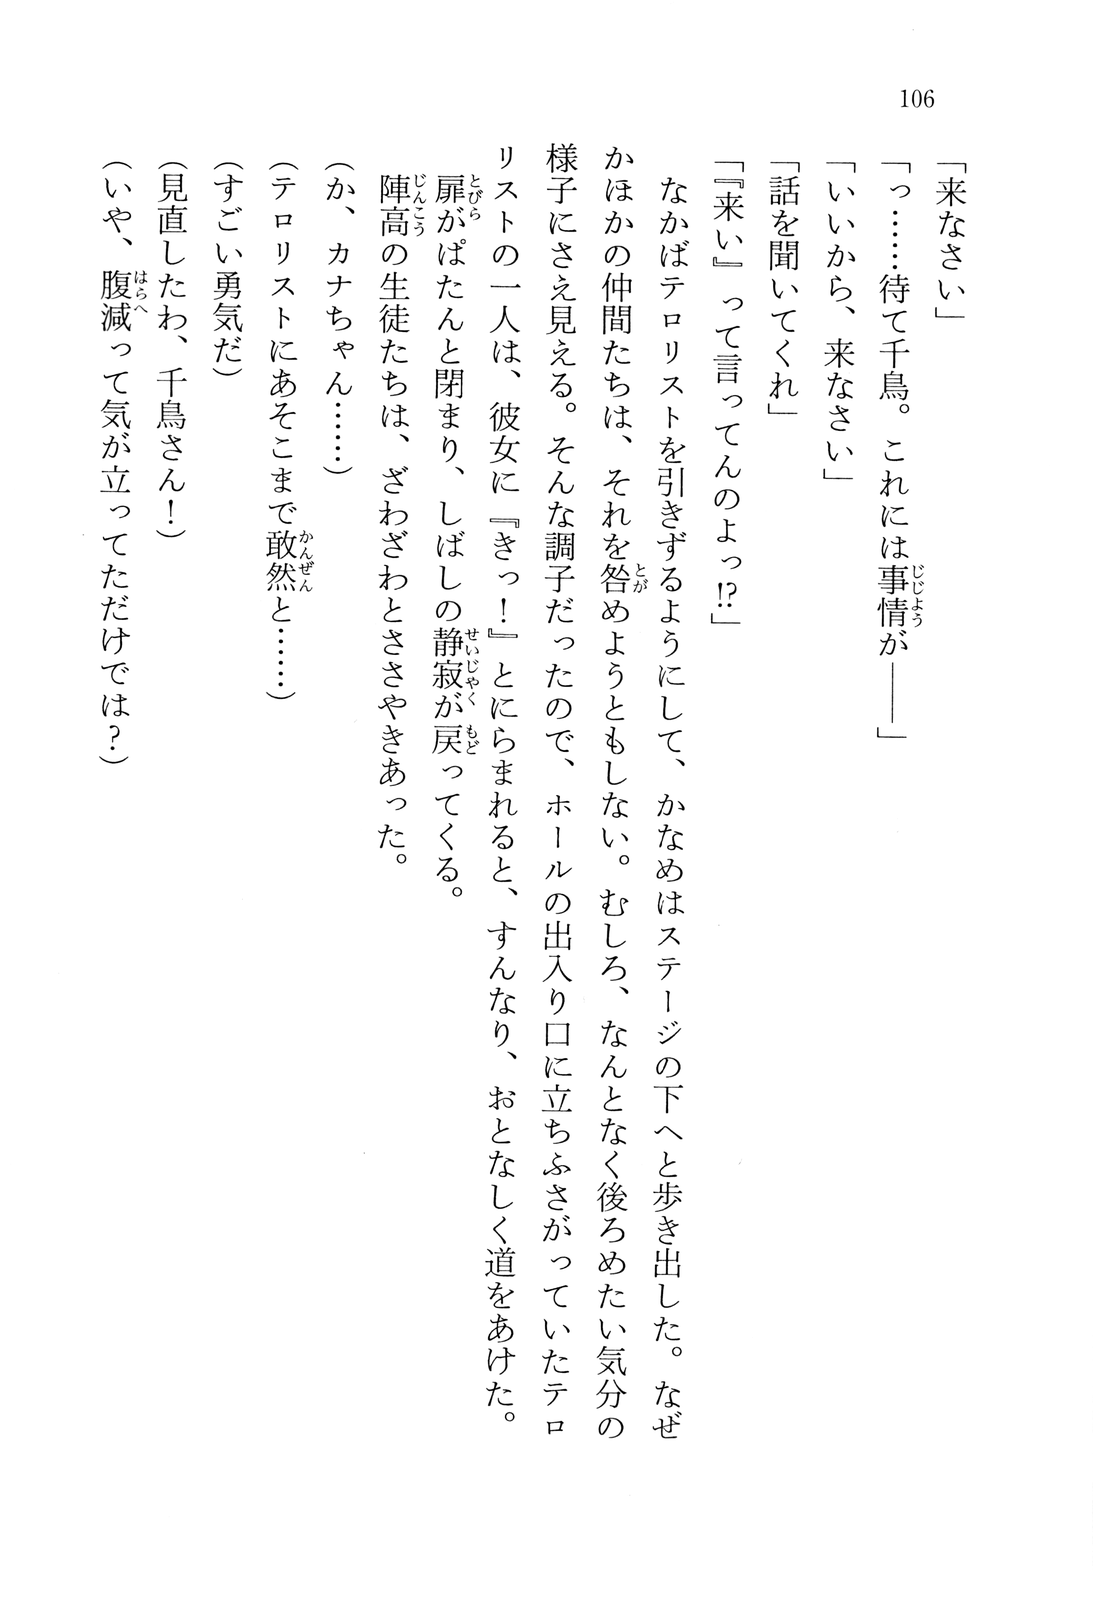 106
「来なさい」
「っ……待て千鳥。これには事情が――」
「いいから、来なさい」
「話を聞いてくれ」
「『来い』って言ってんのよっ!?」
　なかばテロリストを引きずるようにして、かなめはステージの下へと歩き出した。なぜ
かほかの仲間たちは、それを咎めようともしない。むしろ、なんとなく後ろめたい気分の
様子にさえ見える。そんな調子だったので、ホールの出入り口に立ちふさがっていたテロ
リストの一人は、彼女に『きっ！』とにらまれると、すんなり、おとなしく道をあけた。
　扉がぱたんと閉まり、しばしの静寂が戻ってくる。
　陣高の生徒たちは、ざわざわとささやきあった。
（か、カナちゃん……）
（テロリストにあそこまで敢然と……）
（すごい勇気だ）
（見直したわ、千鳥さん！）
（いや、腹減って気が立ってただけでは？）